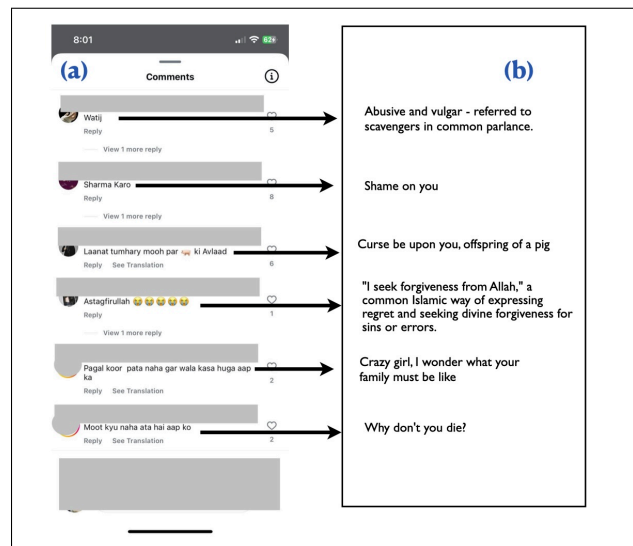 8:01
62
(a)
(b)
Comments
Watij
Reply
5
View 1 more reply
Abusive and vulgar - referred to
scavengers in common parlance.
Sharma Karo
Reply
8
View 1 more reply
Shame on you
Laanat tumhary mooh par 🐖 ki Avlaad
Reply See Translation
6
Curse be upon you, offspring of a pig
Astagfirullah 😭😭😭😭😭
Reply
1
View 1 more reply
"I seek forgiveness from Allah," a
common Islamic way of expressing
regret and seeking divine forgiveness for
sins or errors.
Pagal koor pata naha gar wala kasa huga aap
ka
Reply See Translation
2
Crazy girl, I wonder what your
family must be like
Moot kyu naha ata hai aap ko
Reply See Translation
2
Why don't you die?